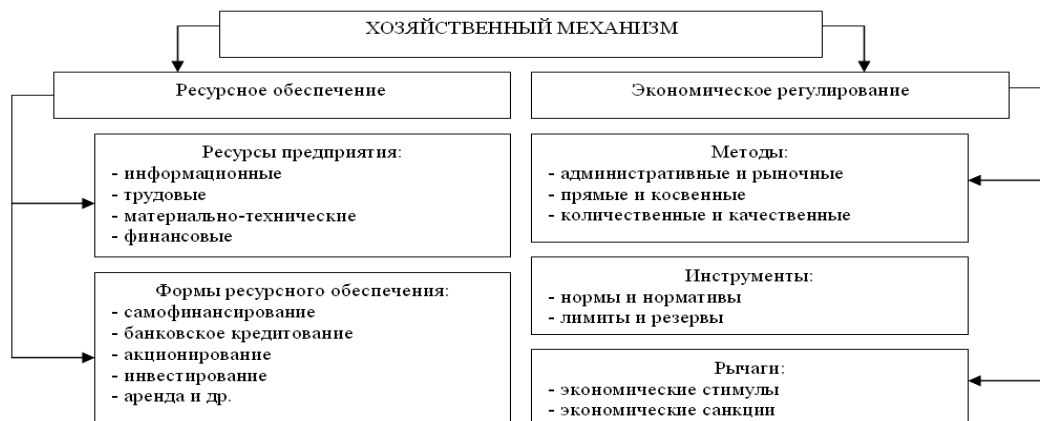 ХОЗЯЙСТВЕННЫЙ МЕХАНИЗМ
Ресурсное обеспечение
Ресурсы предприятия:
- информационные
- трудовые
- материально-технические
- финансовые
Формы ресурсного обеспечения:
- самофинансирование
- банковское кредитование
- акционирование
- инвестирование
- аренда и др.
Экономическое регулирование
Методы:
- административные и рыночные
- прямые и косвенные
- количественные и качественные
Инструменты:
- нормы и нормативы
- лимиты и резервы
Рычаги:
- экономические стимулы
- экономические санкции